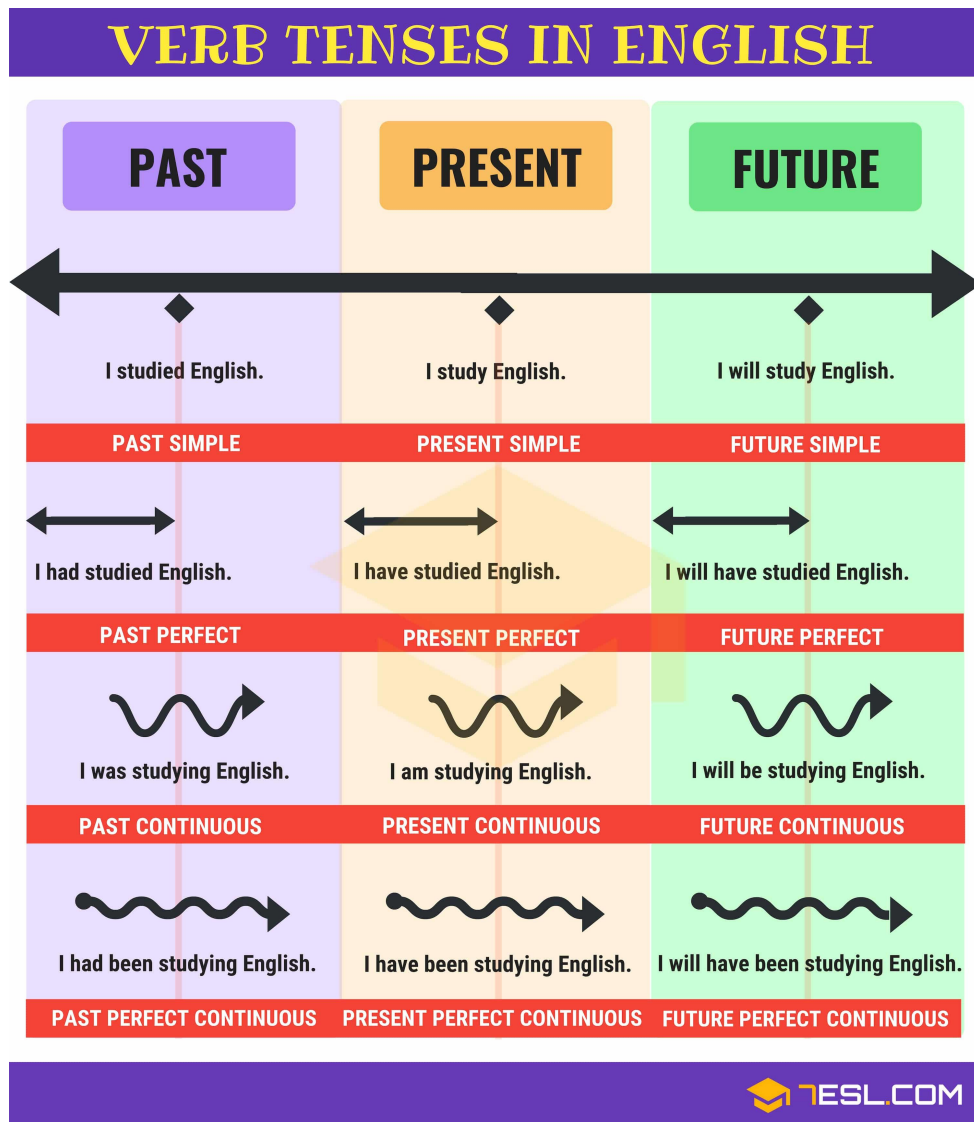 VERB TENSES IN ENGLISH
PAST
PRESENT
FUTURE
I studied English.
I study English.
I will study English.
PAST SIMPLE
PRESENT SIMPLE
FUTURE SIMPLE
I had studied English.
I have studied English.
I will have studied English.
PAST PERFECT
PRESENT PERFECT
FUTURE PERFECT
I was studying English.
I am studying English.
I will be studying English.
PAST CONTINUOUS
PRESENT CONTINUOUS
FUTURE CONTINUOUS
I had been studying English.
I have been studying English.
I will have been studying English.
PAST PERFECT CONTINUOUS
PRESENT PERFECT CONTINUOUS
FUTURE PERFECT CONTINUOUS
7ESL.COM